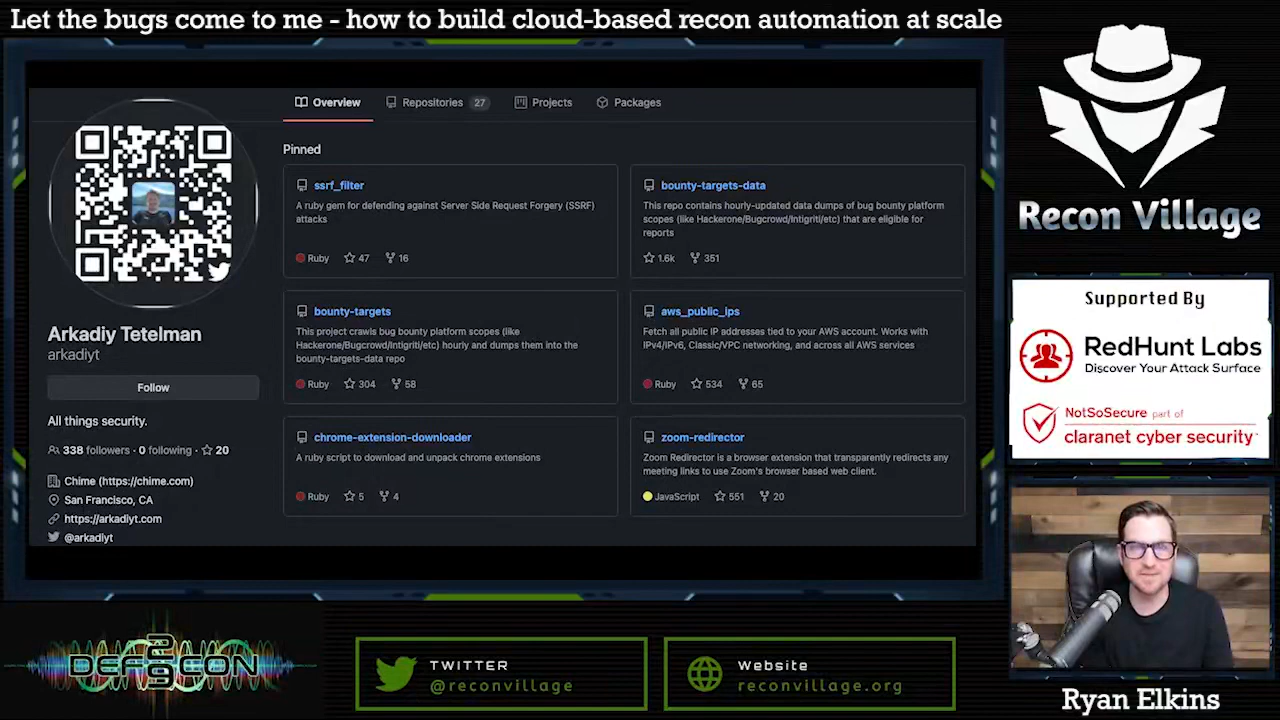 Let the bugs come to me - how to build cloud-based recon automation at scale
Overview
Repositories 27
Projects
Packages
Arkadiy Tetelman
arkadiyt
Follow
All things security.
338 followers · 0 following · 20
Chime (https://chime.com)
San Francisco, CA
https://arkadiyt.com
@arkadiyt
Pinned
ssrf_filter
A ruby gem for defending against Server Side Request Forgery (SSRF)
attacks
Ruby 47 16
bounty-targets-data
This repo contains hourly-updated data dumps of bug bounty platform
scopes (like Hackerone/Bugcrowd/Intigriti/etc) that are eligible for
reports
1.6k 351
bounty-targets
This project crawls bug bounty platform scopes (like
Hackerone/Bugcrowd/Intigriti/etc) hourly and dumps them into the
bounty-targets-data repo
Ruby 304 58
aws_public_ips
Fetch all public IP addresses tied to your AWS account. Works with
IPv4/IPv6, Classic/VPC networking, and across all AWS services
Ruby 534 65
chrome-extension-downloader
A ruby script to download and unpack chrome extensions
Ruby 5 4
zoom-redirector
Zoom Redirector is a browser extension that transparently redirects any
meeting links to use Zoom's browser based web client.
JavaScript 551 20
Recon Village
Supported By
RedHunt Labs
Discover Your Attack Surface
NotSoSecure part of
claranet cyber security
DEFCON
29
TWITTER
@reconvillage
Website
reconvillage.org
Ryan Elkins